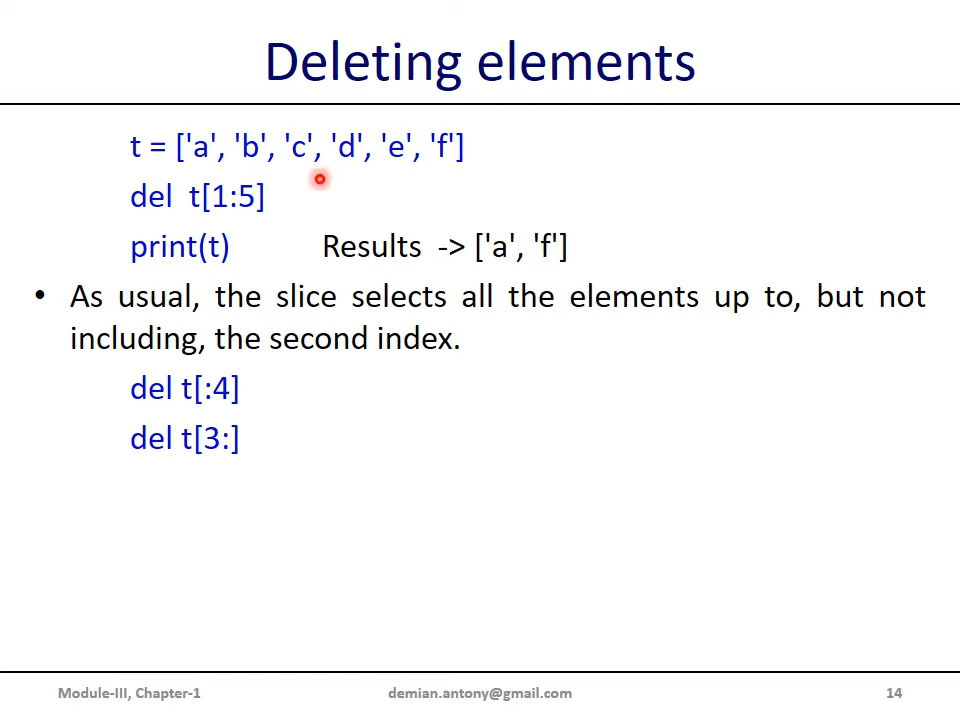 Deleting elements
t = ['a', 'b', 'c', 'd', 'e', 'f']
del  t[1:5]
print(t)          Results  -> ['a', 'f']
• As usual, the slice selects all the elements up to, but not
including, the second index.
del t[:4]
del t[3:]
Module-III, Chapter-1          demian.antony@gmail.com          14